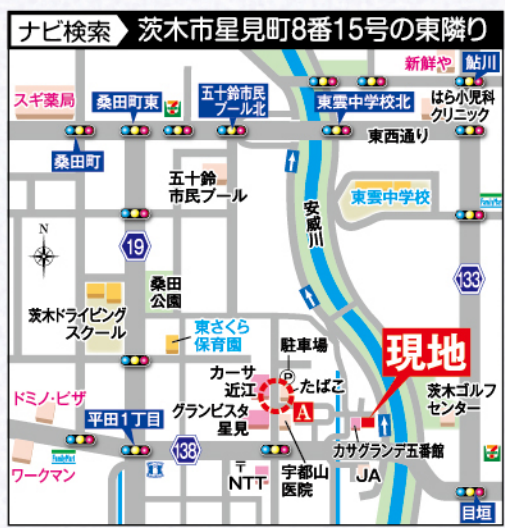 ナビ検索 茨木市星見町8番15号の東隣り
新鮮や
鮎川
スギ薬局
桑田町東
五十鈴市民
プール北
東雲中学校北
はら小児科
クリニック
桑田町
東西通り
五十鈴
市民プール
東雲中学校
安威川
N
19
133
桑田
公園
茨木ドライビング
スクール
東さくら
保育園
駐車場
P
現地
カーサ
近江
たばこ
ドミノ・ピザ
平田1丁目
グランビスタ
星見
A
茨木ゴルフ
センター
138
カサグランデ五番館
ワークマン
FamilyMart
〒
NTT
宇都山
医院
JA
目垣